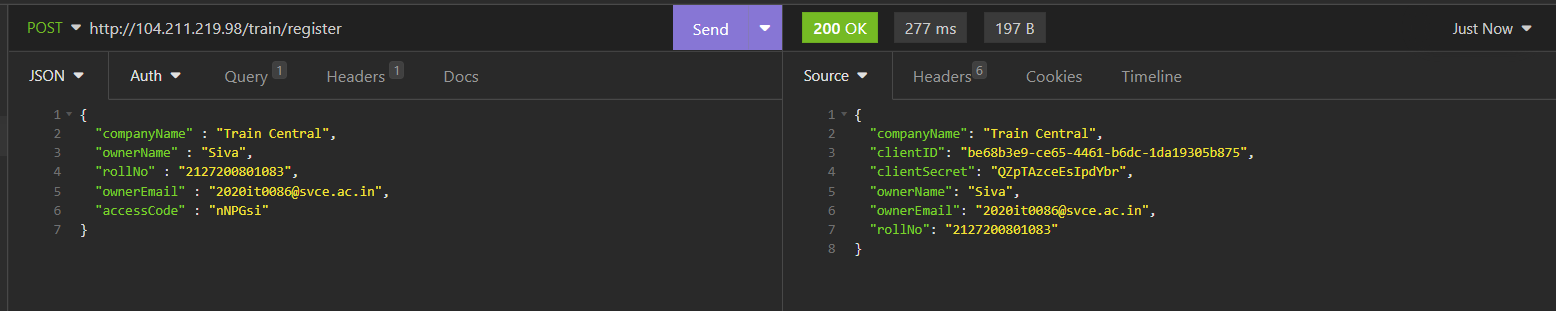 POST http://104.211.219.98/train/register Send
200 OK 277 ms 197 B Just Now
JSON Auth Query 1 Headers 1 Docs
Source Headers 6 Cookies Timeline
1 {
2 "companyName" : "Train Central",
3 "ownerName" : "Siva",
4 "rollNo" : "2127200801083",
5 "ownerEmail" : "2020it0086@svce.ac.in",
6 "accessCode" : "nNPGsi"
7 }
1 {
2 "companyName": "Train Central",
3 "clientID": "be68b3e9-ce65-4461-b6dc-1da19305b875",
4 "clientSecret": "QZpTAzceEsIpdYbr",
5 "ownerName": "Siva",
6 "ownerEmail": "2020it0086@svce.ac.in",
7 "rollNo": "2127200801083"
8 }